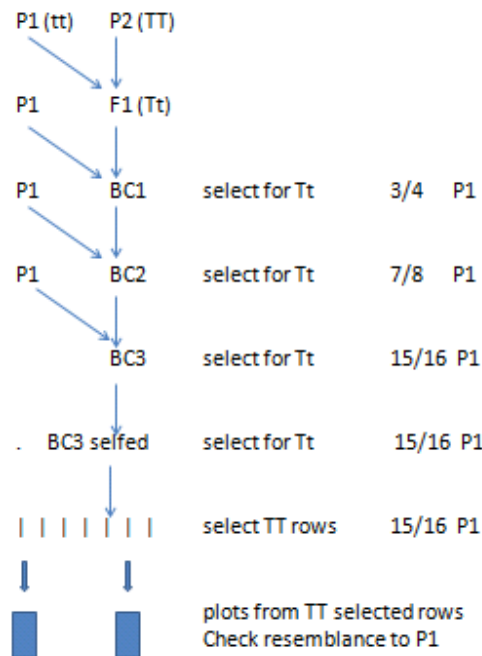 P1 (tt) P2 (TT)
P1 F1 (Tt)
P1 BC1 select for Tt 3/4 P1
P1 BC2 select for Tt 7/8 P1
BC3 select for Tt 15/16 P1
. BC3 selfed select for Tt 15/16 P1
| | | | | | | select TT rows 15/16 P1
plots from TT selected rows
Check resemblance to P1